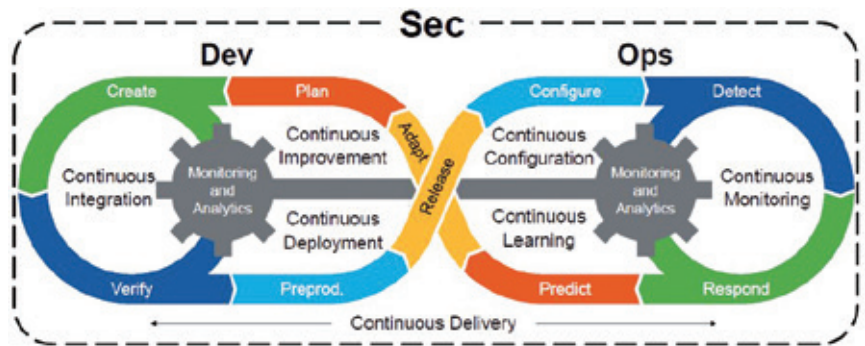 Sec
Dev
Ops
Create
Plan
Configure
Detect
Adapt
Release
Continuous
Improvement
Continuous
Configuration
Continuous
Integration
Monitoring
and
Analytics
Monitoring
and
Analytics
Continuous
Monitoring
Continuous
Deployment
Continuous
Learning
Verify
Preprod.
Predict
Respond
Continuous Delivery